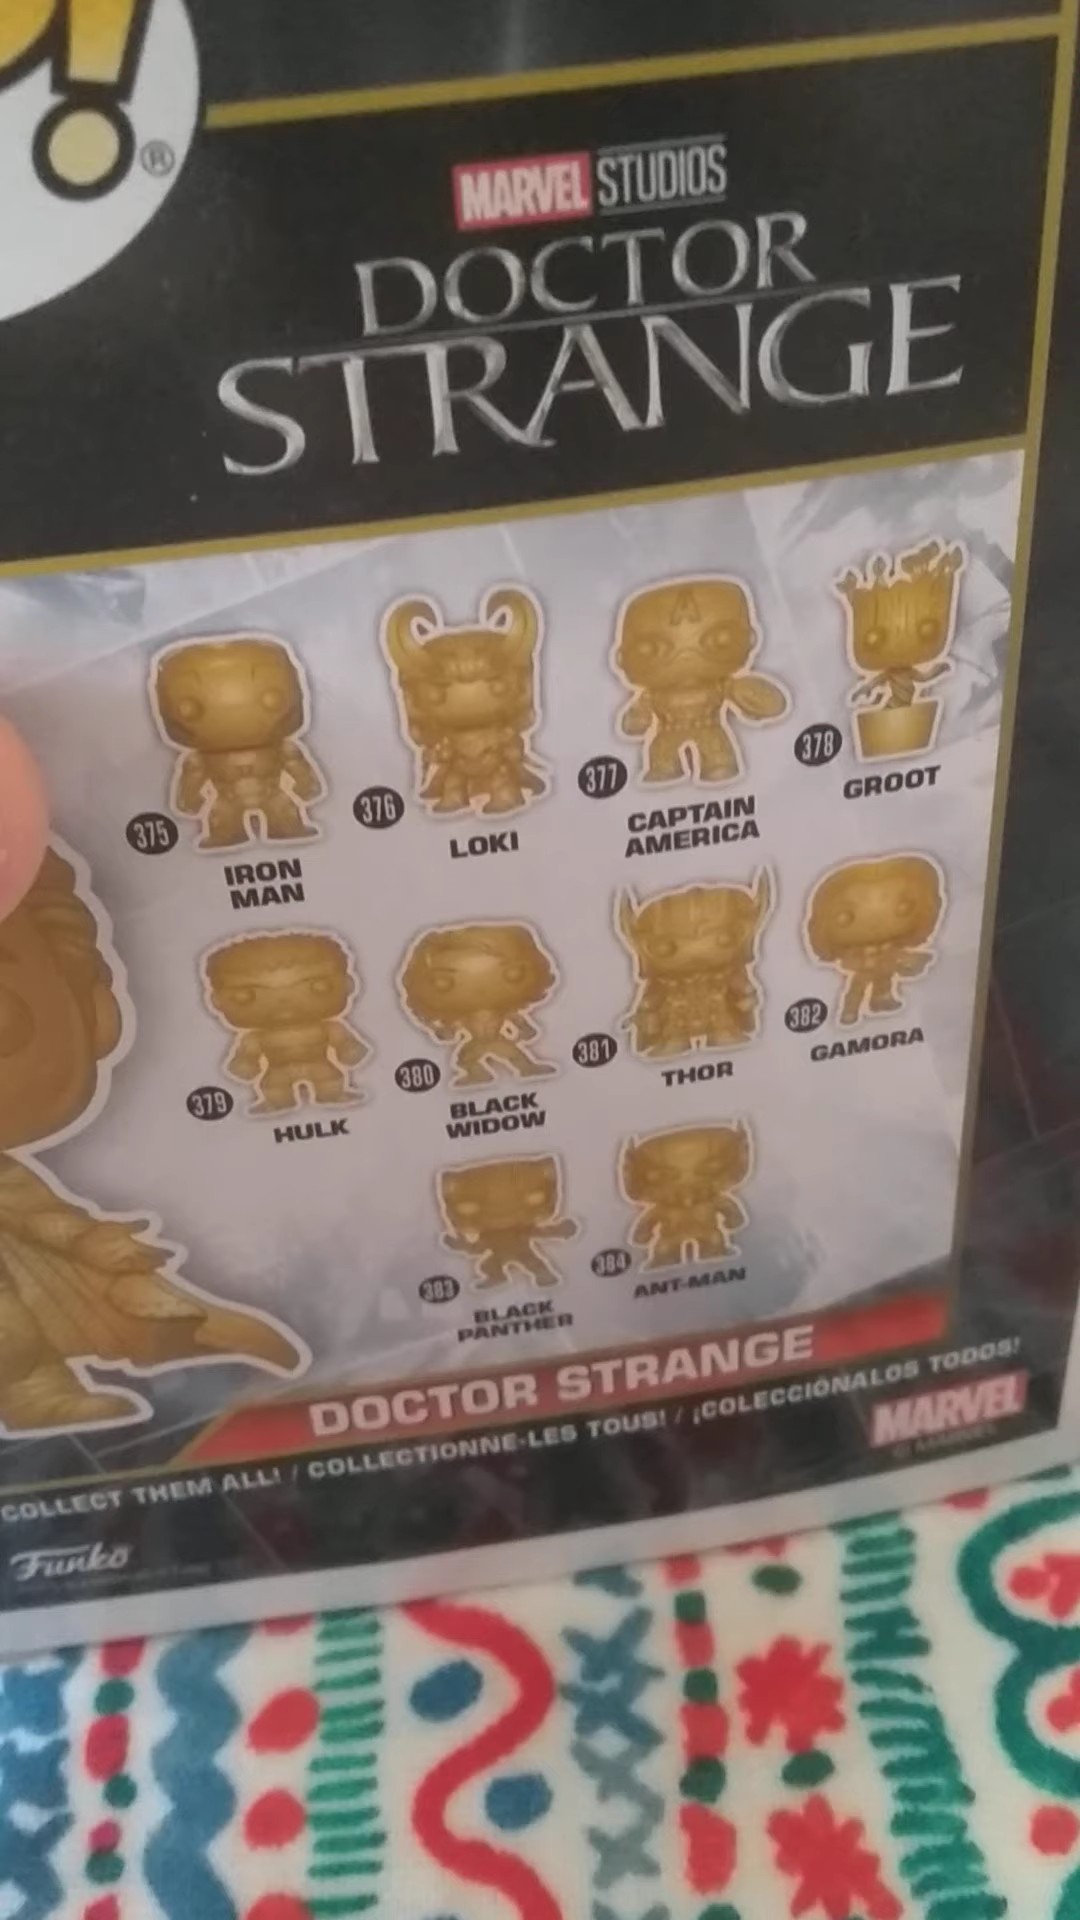 !®
MARVEL STUDIOS
DOCTOR
STRANGE
375
IRON
MAN
376
LOKI
377
CAPTAIN
AMERICA
378
GROOT
379
HULK
380
BLACK
WIDOW
381
THOR
382
GAMORA
383
BLACK
PANTHER
384
ANT-MAN
DOCTOR STRANGE
COLLECT THEM ALL! / COLLECTIONNE-LES TOUS! / ¡COLECCIÓNALOS TODOS!
MARVEL
© MARVEL
Funko